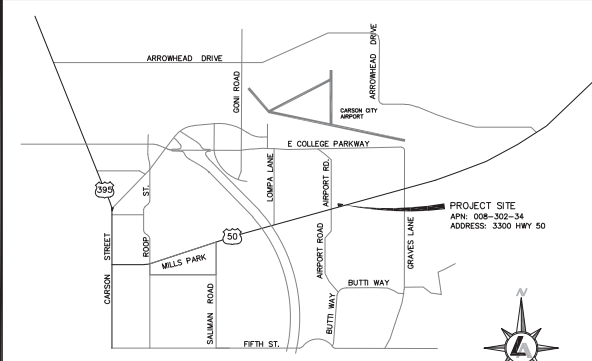 ARROWHEAD DRIVE
ARROWHEAD DRIVE
GONI ROAD
CARSON CITY
AIRPORT
E COLLEGE PARKWAY
395
ST.
ROOP
LOMPA LANE
AIRPORT RD.
PROJECT SITE
APN: 008-302-34
ADDRESS: 3300 HWY 50
50
CARSON STREET
MILLS PARK
SALIMAN ROAD
AIRPORT ROAD
GRAVES LANE
BUTTI WAY
BUTTI WAY
FIFTH ST.
N